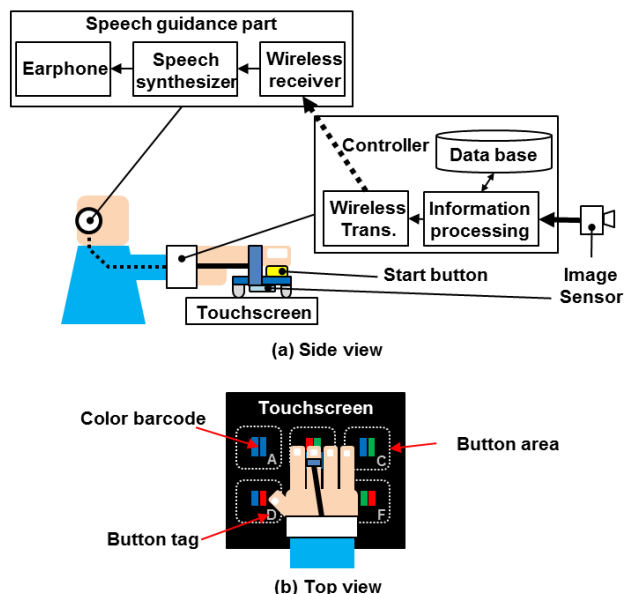 Speech guidance part
Earphone
Speech
synthesizer
Wireless
receiver
Controller
Data base
Wireless
Trans.
Information
processing
Start button
Image
Sensor
Touchscreen
(a) Side view
Touchscreen
Color barcode
A
C
Button area
D
F
Button tag
(b) Top view